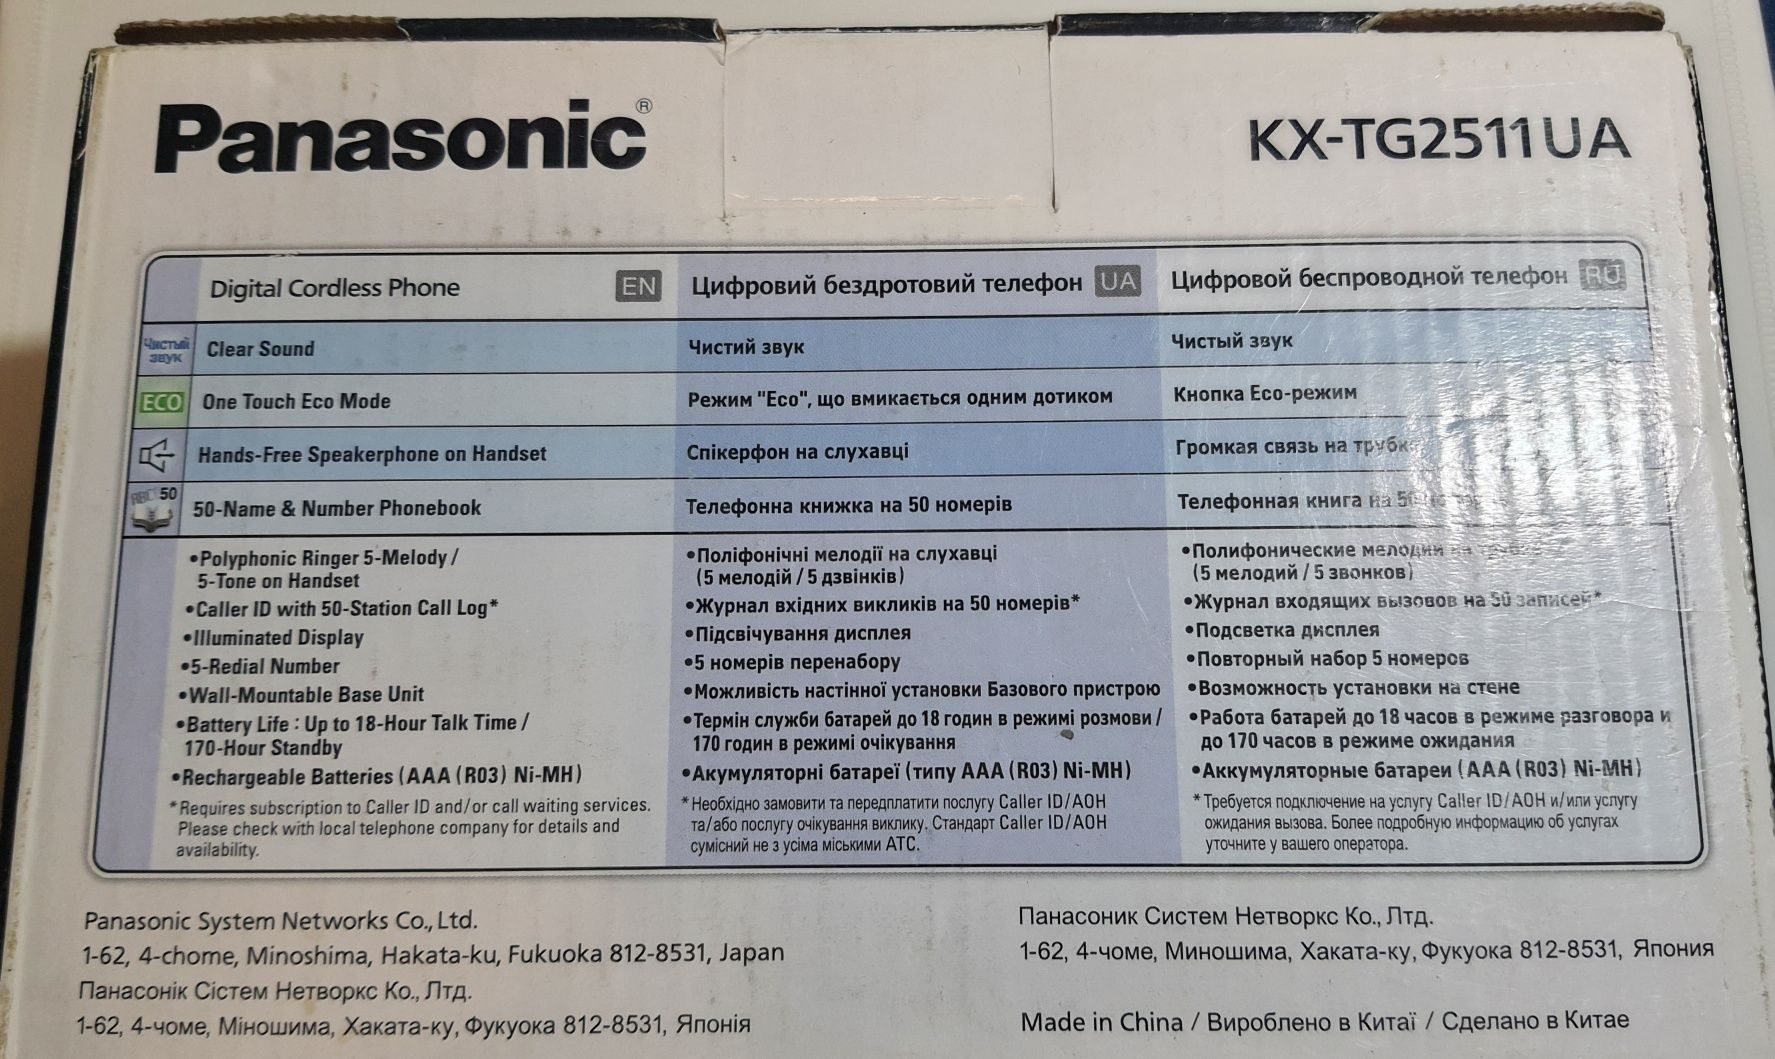 Panasonic®
KX-TG2511UA
Digital Cordless Phone EN
Цифровий бездротовий телефон UA
Цифровой беспроводной телефон RU
Чистый
звук
Clear Sound
Чистий звук
Чистый звук
ECO
One Touch Eco Mode
Режим "Eco", що вмикається одним дотиком
Кнопка Eco-режим
Hands-Free Speakerphone on Handset
Спікерфон на слухавці
Громкая связь на
50
50-Name & Number Phonebook
Телефонна книжка на 50 номерів
Телефонная книга на
•Polyphonic Ringer 5-Melody /
5-Tone on Handset
•Caller ID with 50-Station Call Log*
•Illuminated Display
•5-Redial Number
•Wall-Mountable Base Unit
•Battery Life : Up to 18-Hour Talk Time /
170-Hour Standby
•Rechargeable Batteries (AAA (R03) Ni-MH)
*Requires subscription to Caller ID and/or call waiting services.
Please check with local telephone company for details and
availability.
•Поліфонічні мелодії на слухавці
(5 мелодій / 5 дзвінків)
•Журнал вхідних викликів на 50 номерів*
•Підсвічування дисплея
•5 номерів перенабору
•Можливість настінної установки Базового пристрою
•Термін служби батарей до 18 годин в режимі розмови /
170 годин в режимі очікування
•Акумуляторні батареї (типу AAA (R03) Ni-MH)
*Необхідно замовити та передплатити послугу Caller ID/АОН
та/або послугу очікування виклику. Стандарт Caller ID/АОН
сумісний не з усіма міськими АТС.
•Полифонические мелодии на
(5 мелодий / 5 звонков)
•Журнал входящих вызовов на 50 записей*
•Подсветка дисплея
•Повторный набор 5 номеров
•Возможность установки на стене
•Работа батарей до 18 часов в режиме разговора и
до 170 часов в режиме ожидания
•Аккумуляторные батареи (AAA (R03) Ni-MH)
*Требуется подключение на услугу Caller ID/АОН и/или услугу
ожидания вызова. Более подробную информацию об услугах
уточните у вашего оператора.
Panasonic System Networks Co., Ltd.
1-62, 4-chome, Minoshima, Hakata-ku, Fukuoka 812-8531, Japan
Панасонік Сістем Нетворкс Ко., Лтд.
1-62, 4-чоме, Міношима, Хаката-ку, Фукуока 812-8531, Японія
Панасоник Систем Нетворкс Ко., Лтд.
1-62, 4-чоме, Миношима, Хаката-ку, Фукуока 812-8531, Япония
Made in China / Вироблено в Китаї / Сделано в Китае